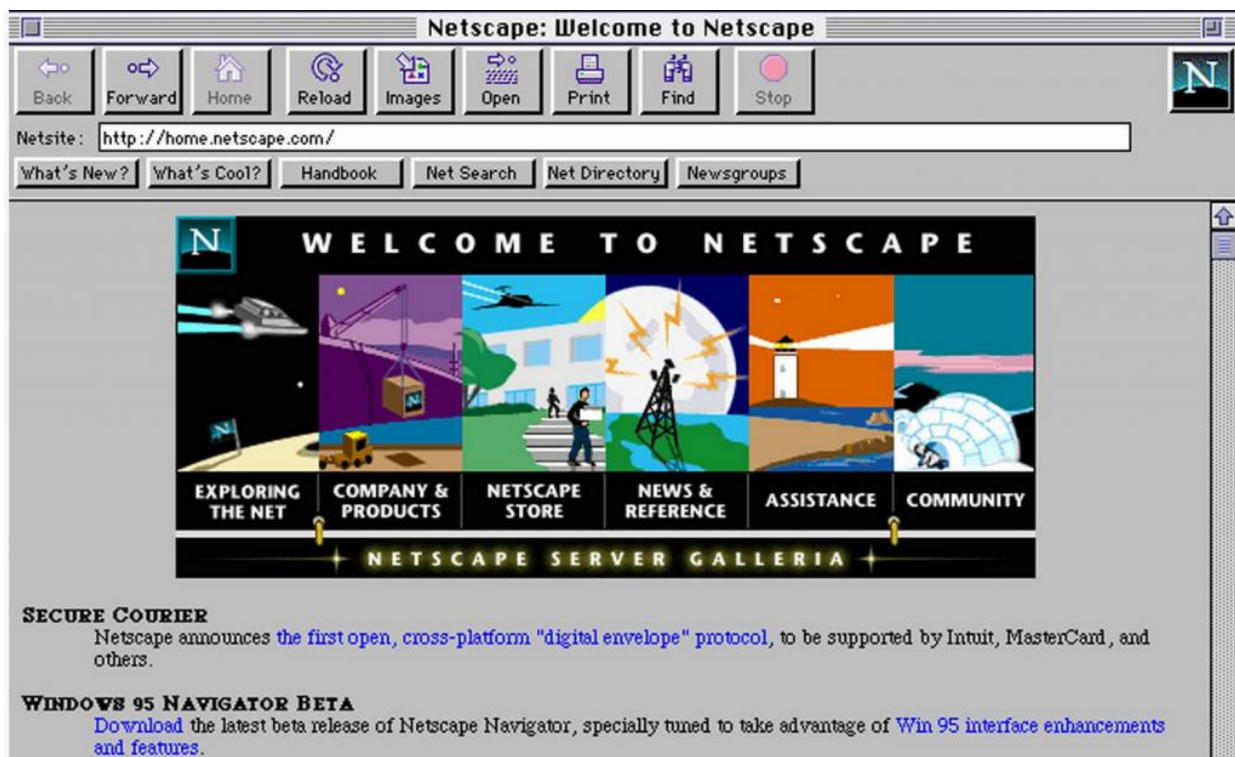 Netscape: Welcome to Netscape
Back Forward Home Reload Images Open Print Find Stop
N
Netsite: http://home.netscape.com/
What's New? What's Cool? Handbook Net Search Net Directory Newsgroups
N WELCOME TO NETSCAPE
N
N
EXPLORING THE NET
COMPANY & PRODUCTS
NETSCAPE STORE
NEWS & REFERENCE
ASSISTANCE
COMMUNITY
NETSCAPE SERVER GALLERIA
SECURE COURIER
Netscape announces the first open, cross-platform "digital envelope" protocol, to be supported by Intuit, MasterCard, and
others.
WINDOWS 95 NAVIGATOR BETA
Download the latest beta release of Netscape Navigator, specially tuned to take advantage of Win 95 interface enhancements
and features.